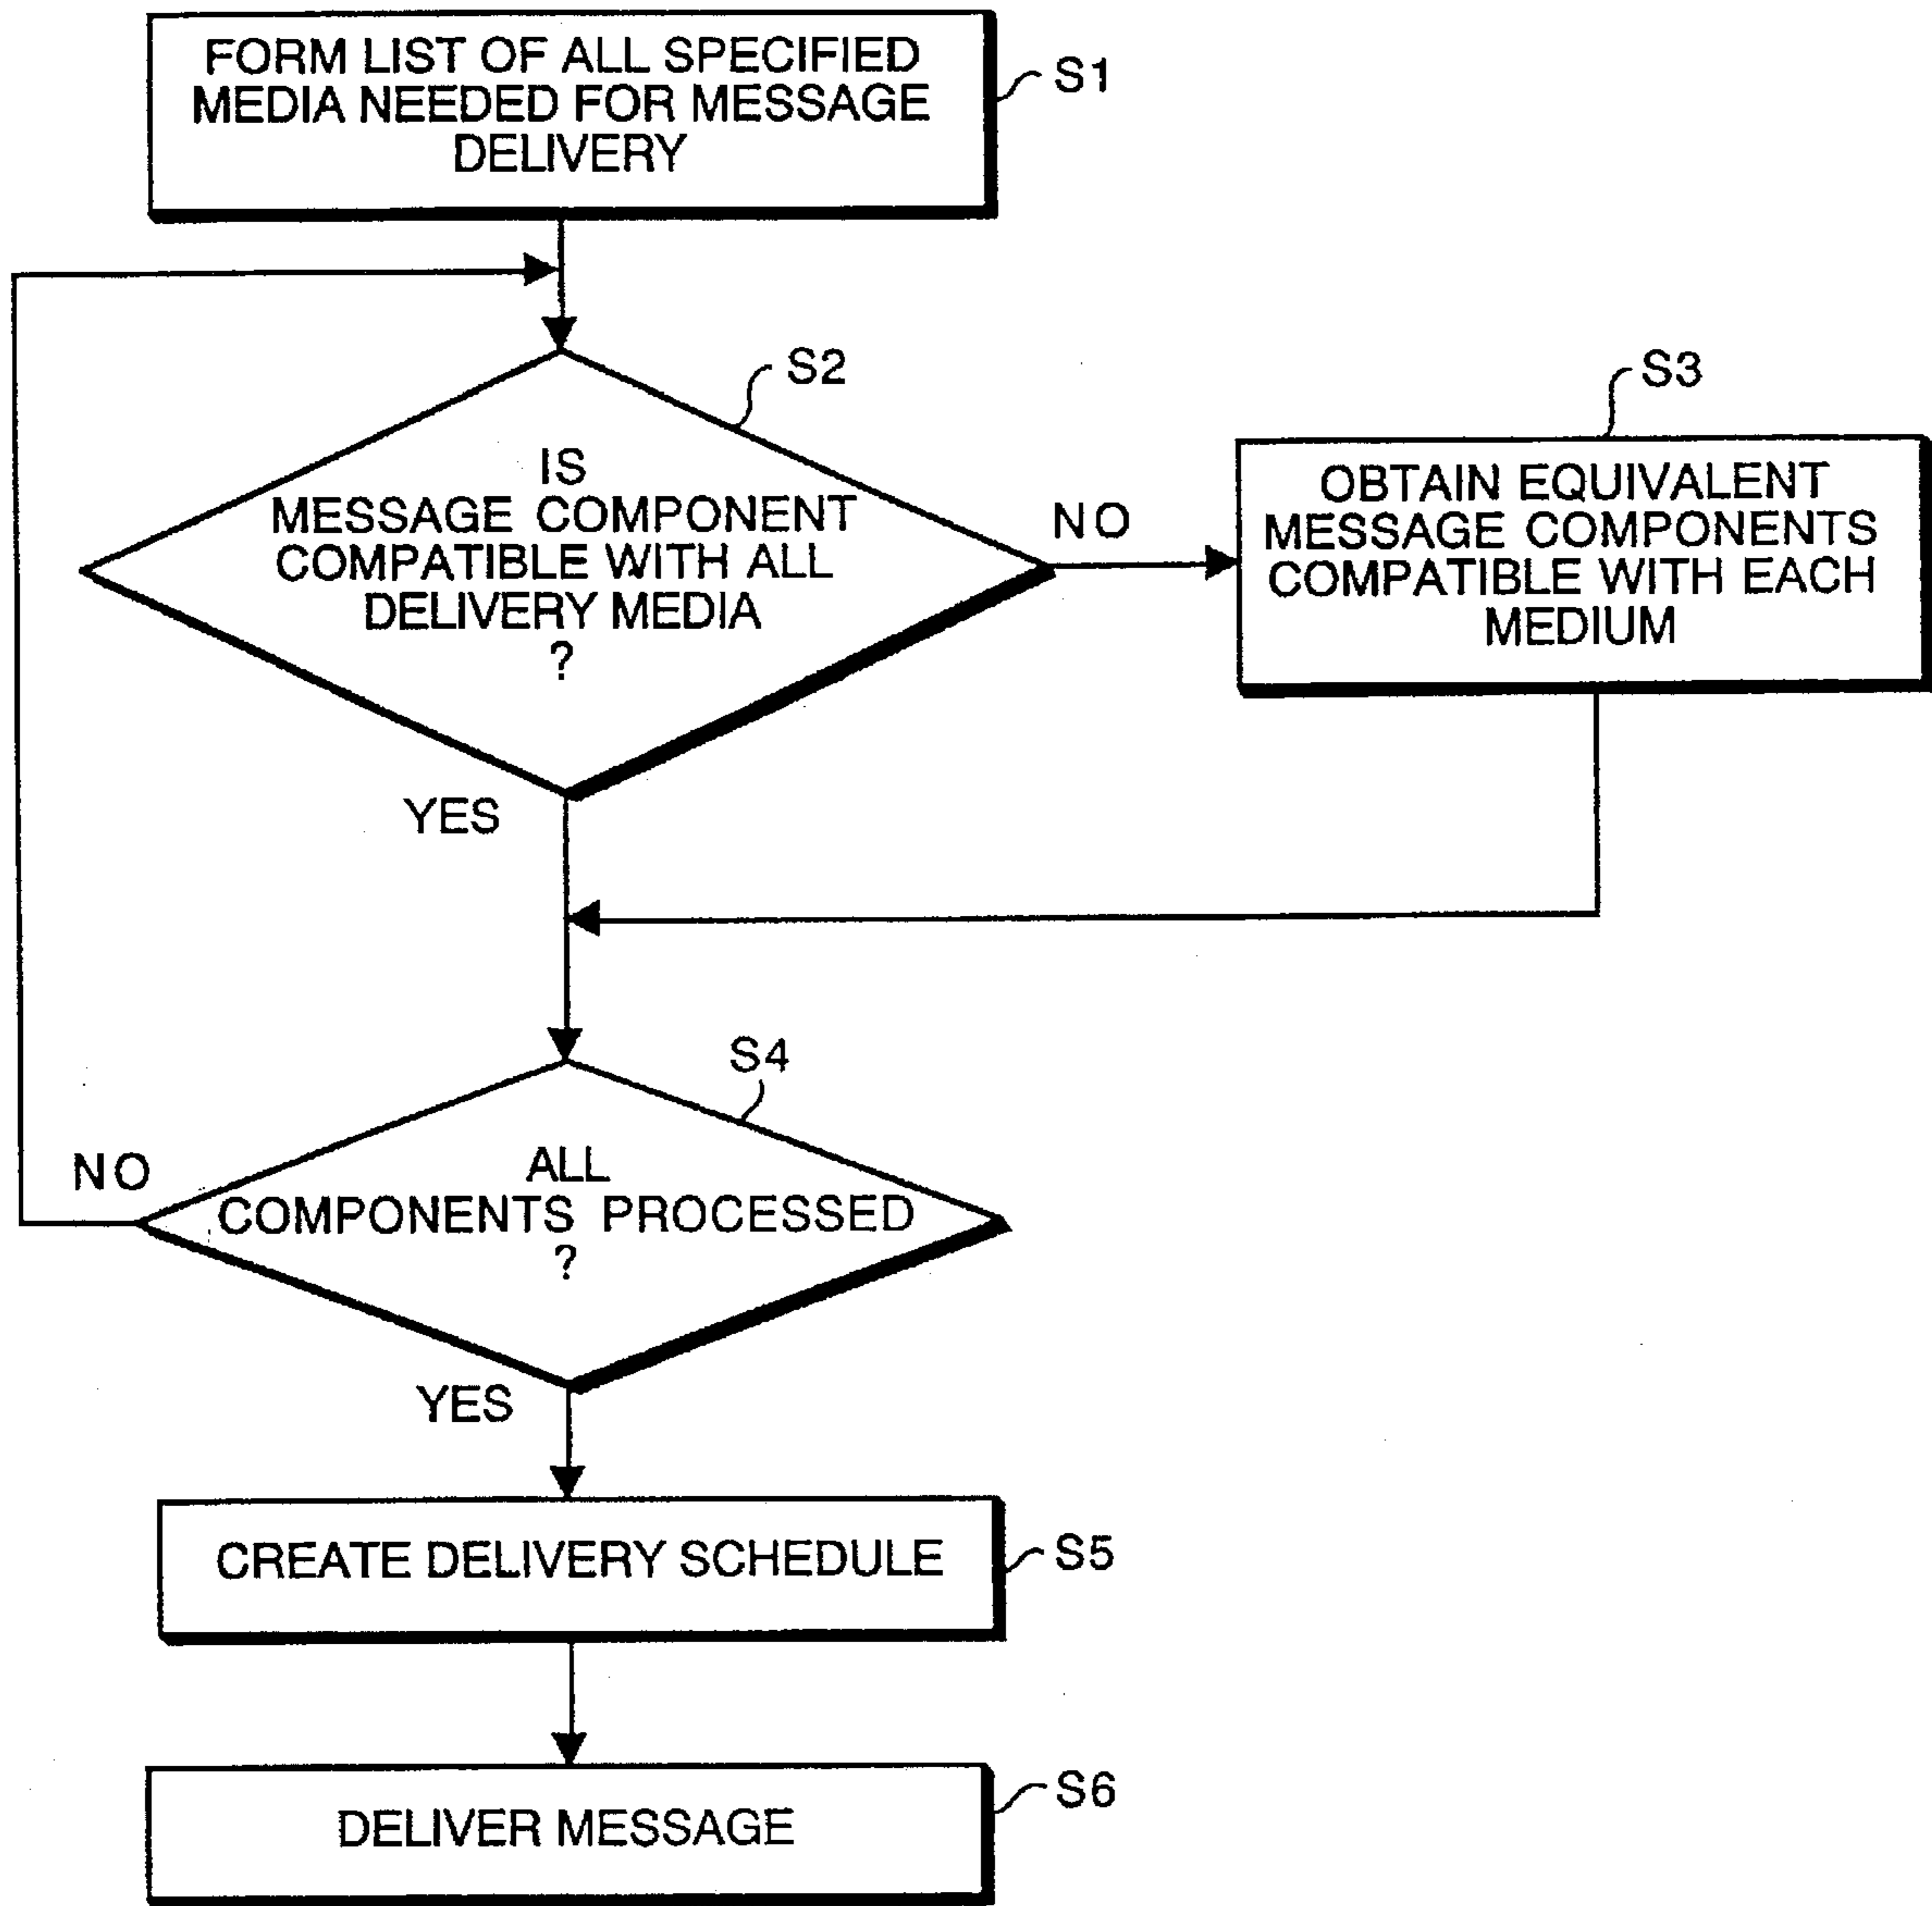 FORM LIST OF ALL SPECIFIED
MEDIA NEEDED FOR MESSAGE
DELIVERY
S1
S2
IS
MESSAGE COMPONENT
COMPATIBLE WITH ALL
DELIVERY MEDIA
?
NO
S3
OBTAIN EQUIVALENT
MESSAGE COMPONENTS
COMPATIBLE WITH EACH
MEDIUM
YES
S4
ALL
COMPONENTS PROCESSED
?
NO
YES
CREATE DELIVERY SCHEDULE
S5
DELIVER MESSAGE
S6